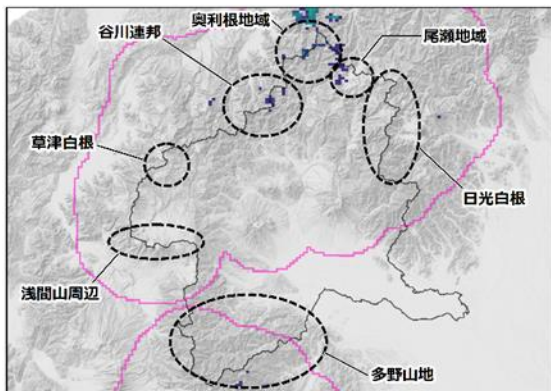 奥利根地域
谷川連邦
尾瀬地域
草津白根
日光白根
浅間山周辺
多野山地